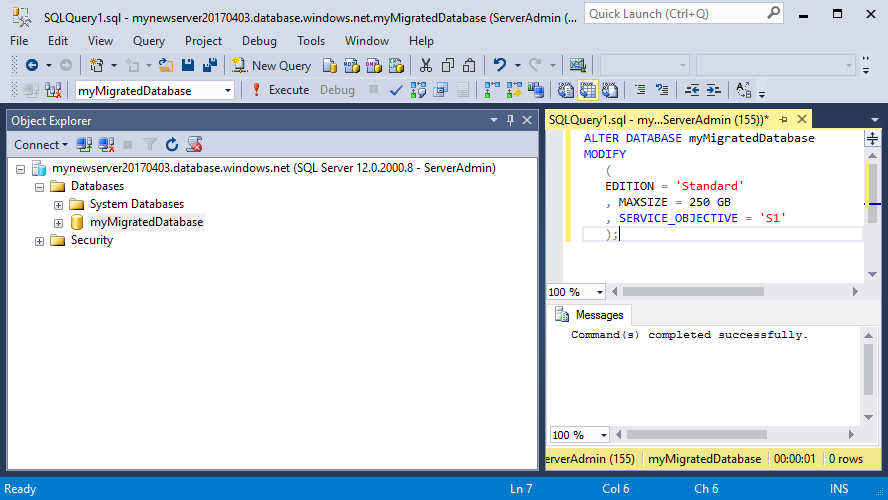 SQLQuery1.sql - mynewserver20170403.database.windows.net.myMigratedDatabase (ServerAdmin (...
Quick Launch (Ctrl+Q)
File Edit View Query Project Debug Tools Window Help
New Query
MDX DMX XMLA DAX
myMigratedDatabase Execute Debug
Object Explorer
Connect
mynewserver20170403.database.windows.net (SQL Server 12.0.2000.8 - ServerAdmin)
Databases
System Databases
myMigratedDatabase
Security
SQLQuery1.sql - my...ServerAdmin (155))*
ALTER DATABASE myMigratedDatabase
MODIFY
(
EDITION = 'Standard'
, MAXSIZE = 250 GB
, SERVICE_OBJECTIVE = 'S1'
);
100 %
Messages
Command(s) completed successfully.
100 %
erverAdmin (155) myMigratedDatabase 00:00:01 0 rows
Ready Ln 7 Col 6 Ch 6 INS